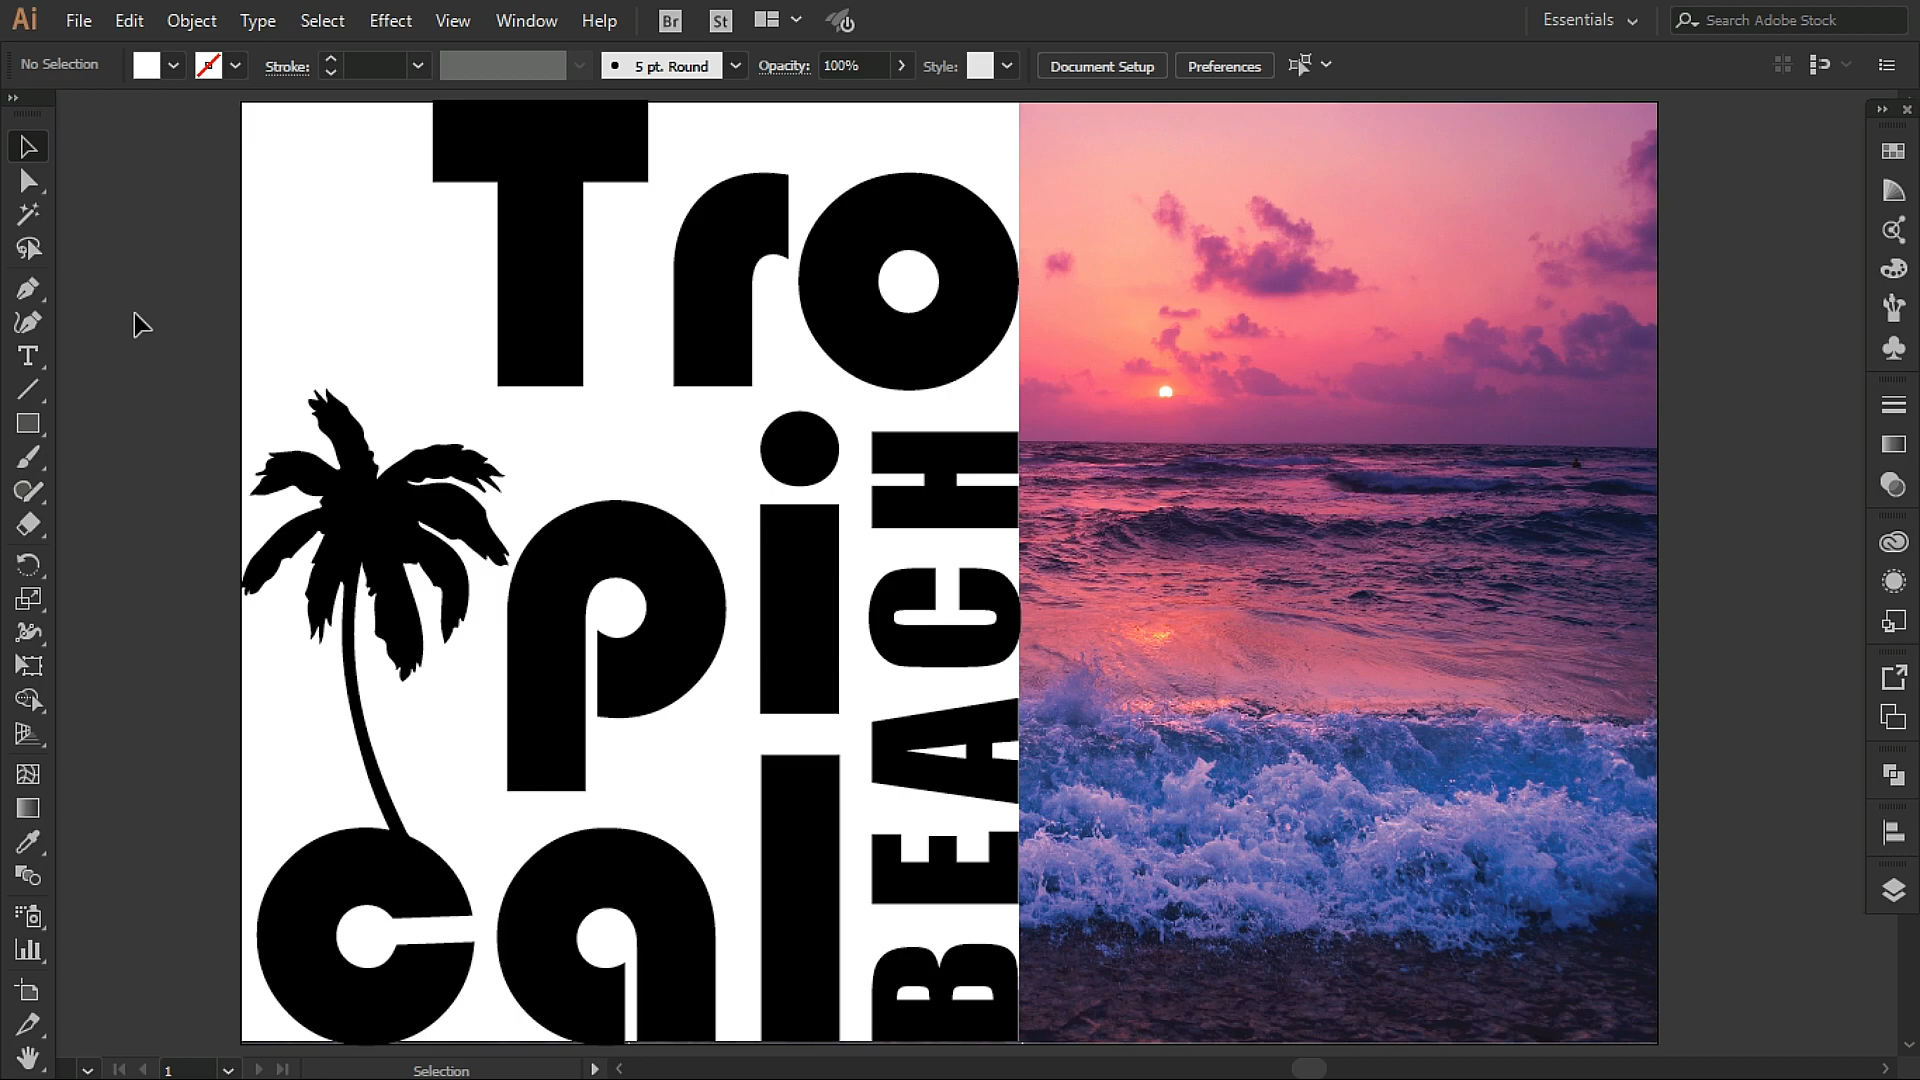 Ai File Edit Object Type Select Effect View Window Help Br St Essentials Search Adobe Stock
No Selection Stroke: 5 pt. Round Opacity: 100% Style: Document Setup Preferences
Tro
pi
cal
BEACH
1 Selection